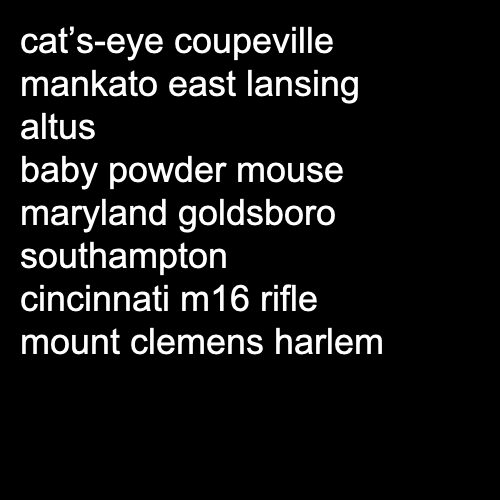 cat’s-eye coupeville
mankato east lansing
altus
baby powder mouse
maryland goldsboro
southampton
cincinnati m16 rifle
mount clemens harlem